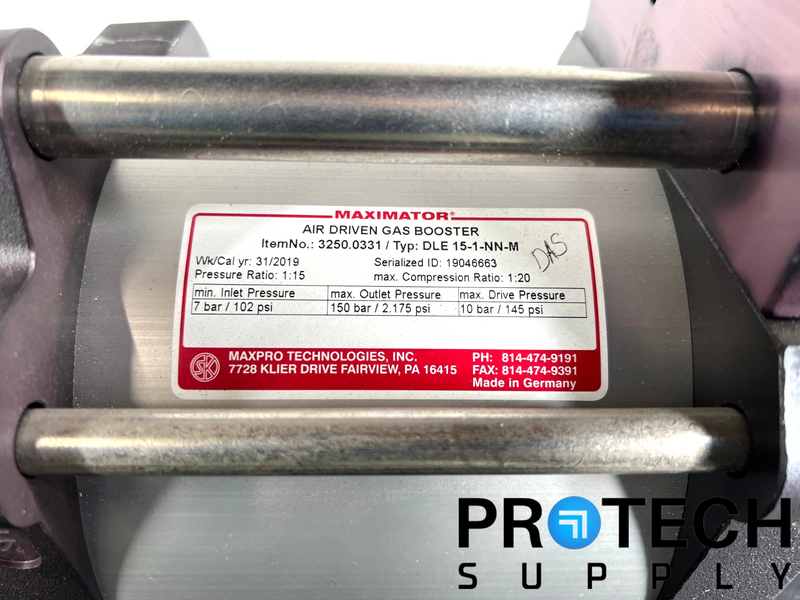 MAXIMATOR®
AIR DRIVEN GAS BOOSTER
ItemNo.: 3250.0331 / Typ: DLE 15-1-NN-M
DAS
Wk/Cal yr: 31/2019 Serialized ID: 19046663
Pressure Ratio: 1:15 max. Compression Ratio: 1:20
min. Inlet Pressure max. Outlet Pressure max. Drive Pressure
7 bar / 102 psi 150 bar / 2.175 psi 10 bar / 145 psi
MAXPRO TECHNOLOGIES, INC. PH: 814-474-9191
7728 KLIER DRIVE FAIRVIEW, PA 16415 FAX: 814-474-9391
Made in Germany
PROTECH
SUPPLY